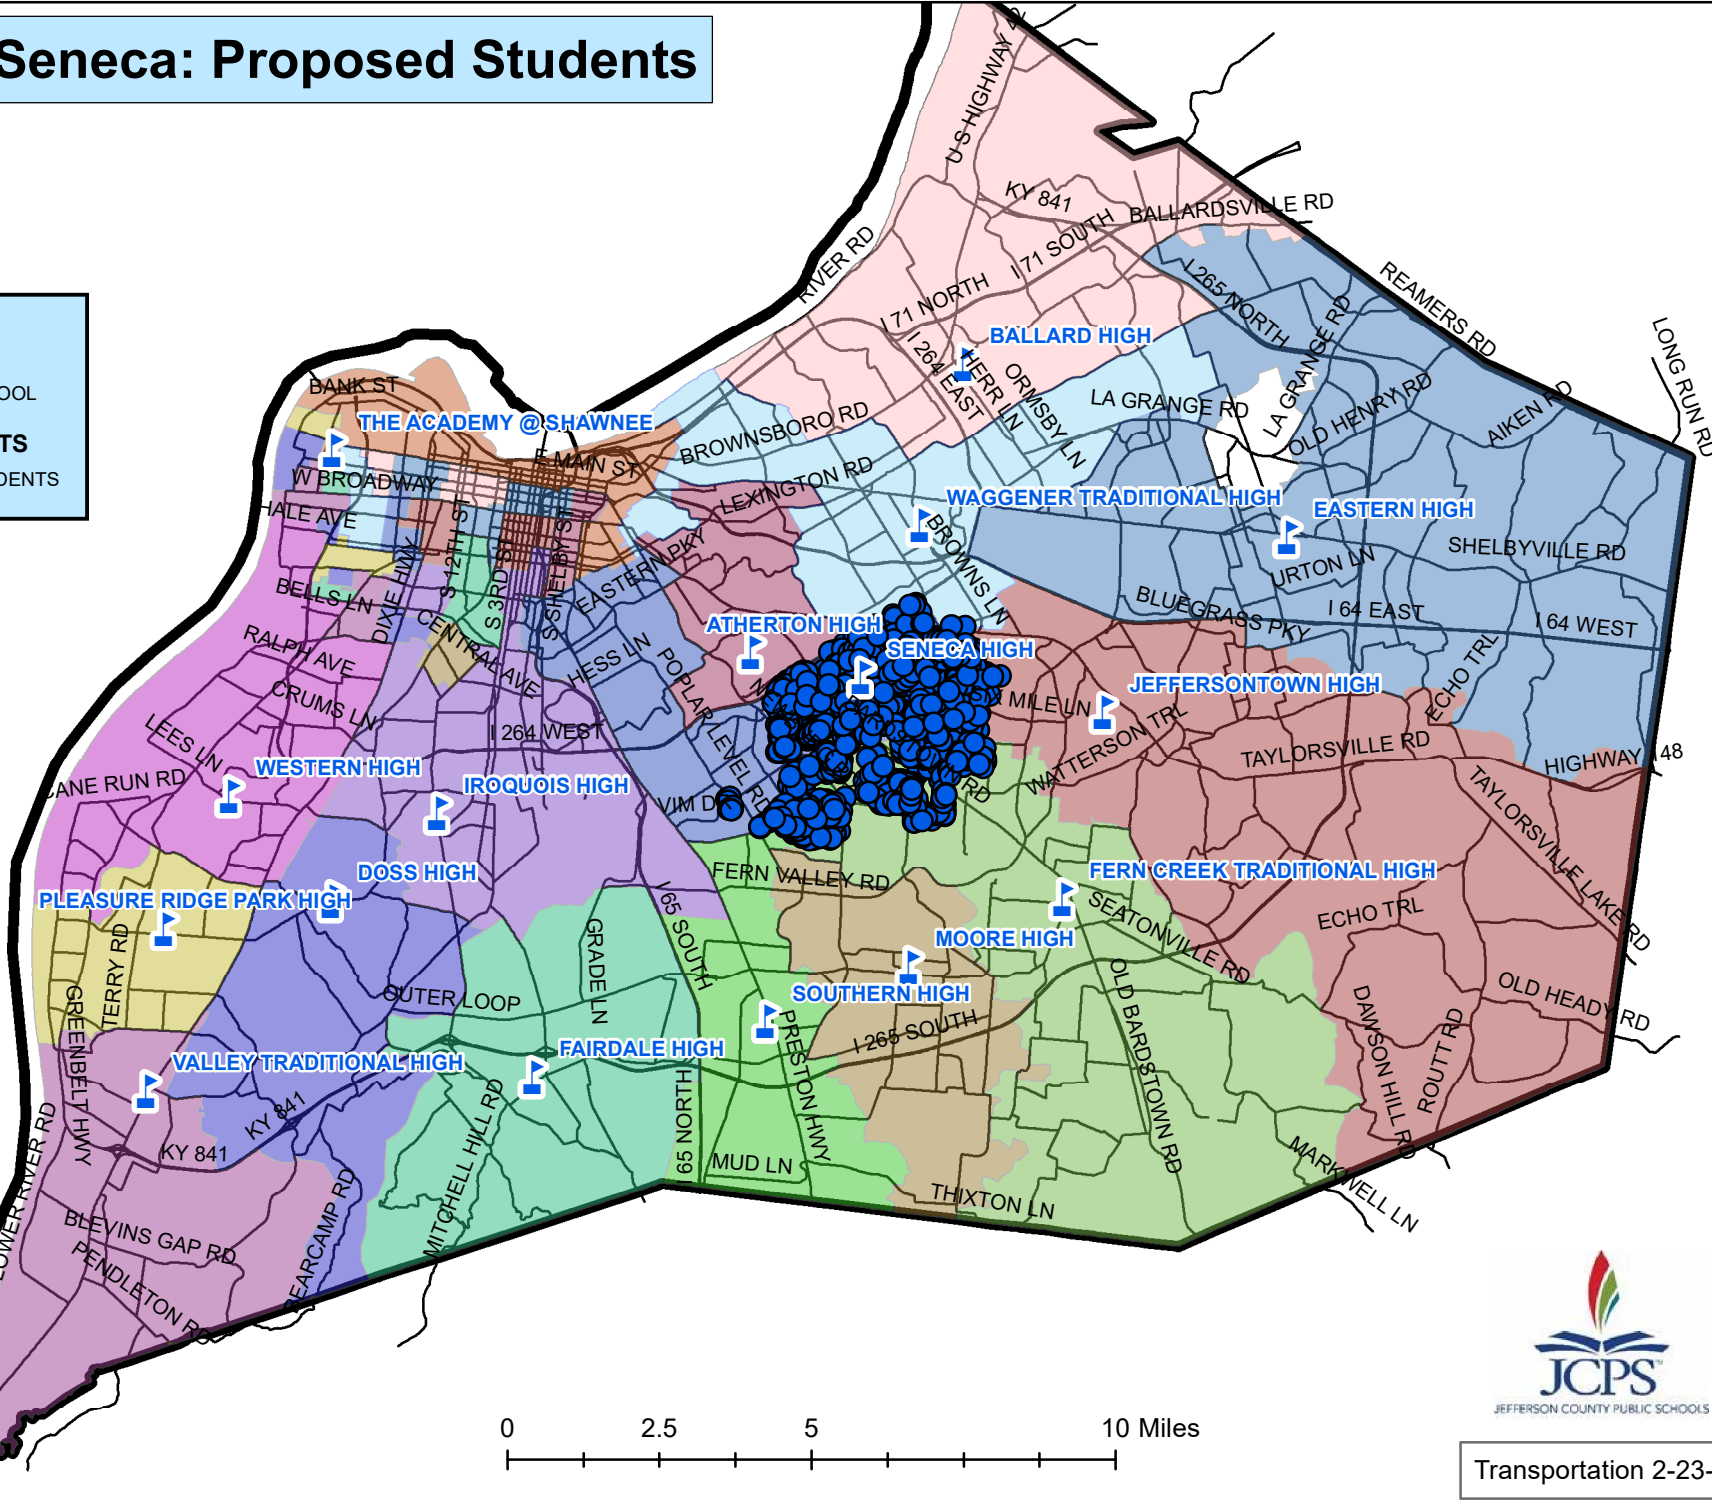 Seneca: Proposed Students
OOL
TS
DENTS
U S HIGHWAY 42
KY 841
BALLARDSVILLE RD
I 71 SOUTH
RIVER RD
I 71 NORTH
I 265 NORTH
REAMERS RD
LONG RUN RD
BALLARD HIGH
I 264 EAST
HERR LN
ORMSBY LN
LA GRANGE RD
LA GRANGE RD
OLD HENRY RD
AIKEN RD
BANK ST
THE ACADEMY @ SHAWNEE
E MAIN ST
BROWNSBORO RD
W BROADWAY
LEXINGTON RD
WAGGENER TRADITIONAL HIGH
EASTERN HIGH
HALE AVE
DIXIE HWY
S 12TH ST
S 3RD ST
S SHELBY ST
EASTERN PKY
BROWNS LN
SHELBYVILLE RD
URTON LN
BELLS LN
CENTRAL AVE
BLUEGRASS PKY
I 64 EAST
I 64 WEST
RALPH AVE
HESS LN
ATHERTON HIGH
SENECA HIGH
POPLAR LEVEL RD
ECHO TRL
JEFFERSONTOWN HIGH
CRUMS LN
SIX MILE LN
WATTERSON TRL
LEES LN
I 264 WEST
TAYLORSVILLE RD
HIGHWAY 148
CANE RUN RD
WESTERN HIGH
IROQUOIS HIGH
VIM DR
TAYLORSVILLE LAKE RD
DOSS HIGH
FERN VALLEY RD
FERN CREEK TRADITIONAL HIGH
PLEASURE RIDGE PARK HIGH
I 65 SOUTH
SEATONVILLE RD
ECHO TRL
TERRY RD
GRADE LN
MOORE HIGH
OUTER LOOP
SOUTHERN HIGH
OLD HEADY RD
GREENBELT HWY
I 265 SOUTH
OLD BARDSTOWN RD
DAWSON HILL RD
ROUTT RD
VALLEY TRADITIONAL HIGH
FAIRDALE HIGH
PRESTON HWY
KY 841
KY 841
MITCHELL HILL RD
I 65 NORTH
MUD LN
MARKWELL LN
LOWER RIVER RD
THIXTON LN
BLEVINS GAP RD
BEARCAMP RD
PENDLETON RD
JCPS
JEFFERSON COUNTY PUBLIC SCHOOLS
0 2.5 5 10 Miles
Transportation 2-23-